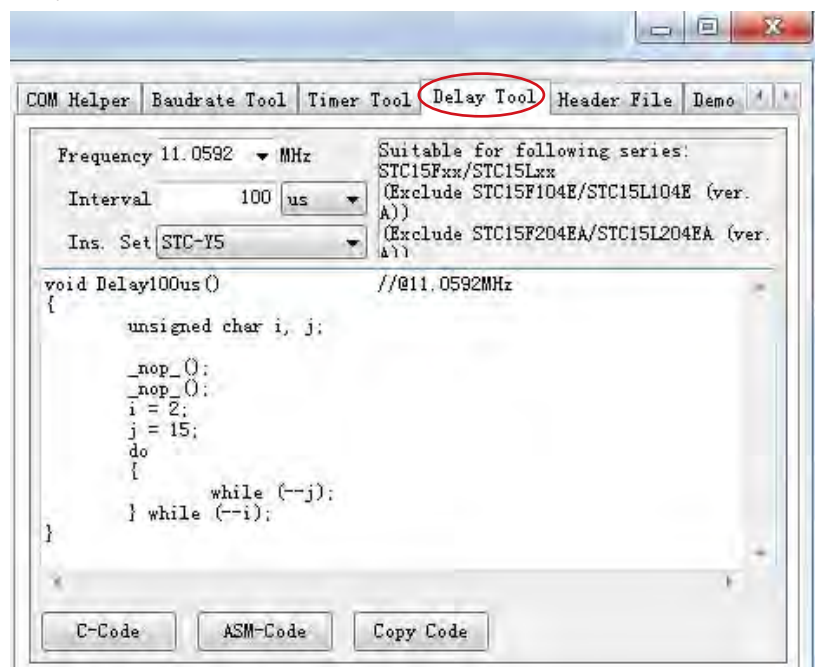 COM Helper Baudrate Tool Timer Tool Delay Tool Header File Demo
Frequency 11.0592 MHz
Interval 100 us
Ins. Set STC-Y5
Suitable for following series:
STC15Fxx/STC15Lxx
(Exclude STC15F104E/STC15L104E (ver.
A))
(Exclude STC15F204EA/STC15L204EA (ver.
A))
void Delay100us() //@11.0592MHz
{
unsigned char i, j;
_nop_();
_nop_();
i = 2;
j = 15;
do
{
while (--j);
} while (--i);
}
C-Code ASM-Code Copy Code